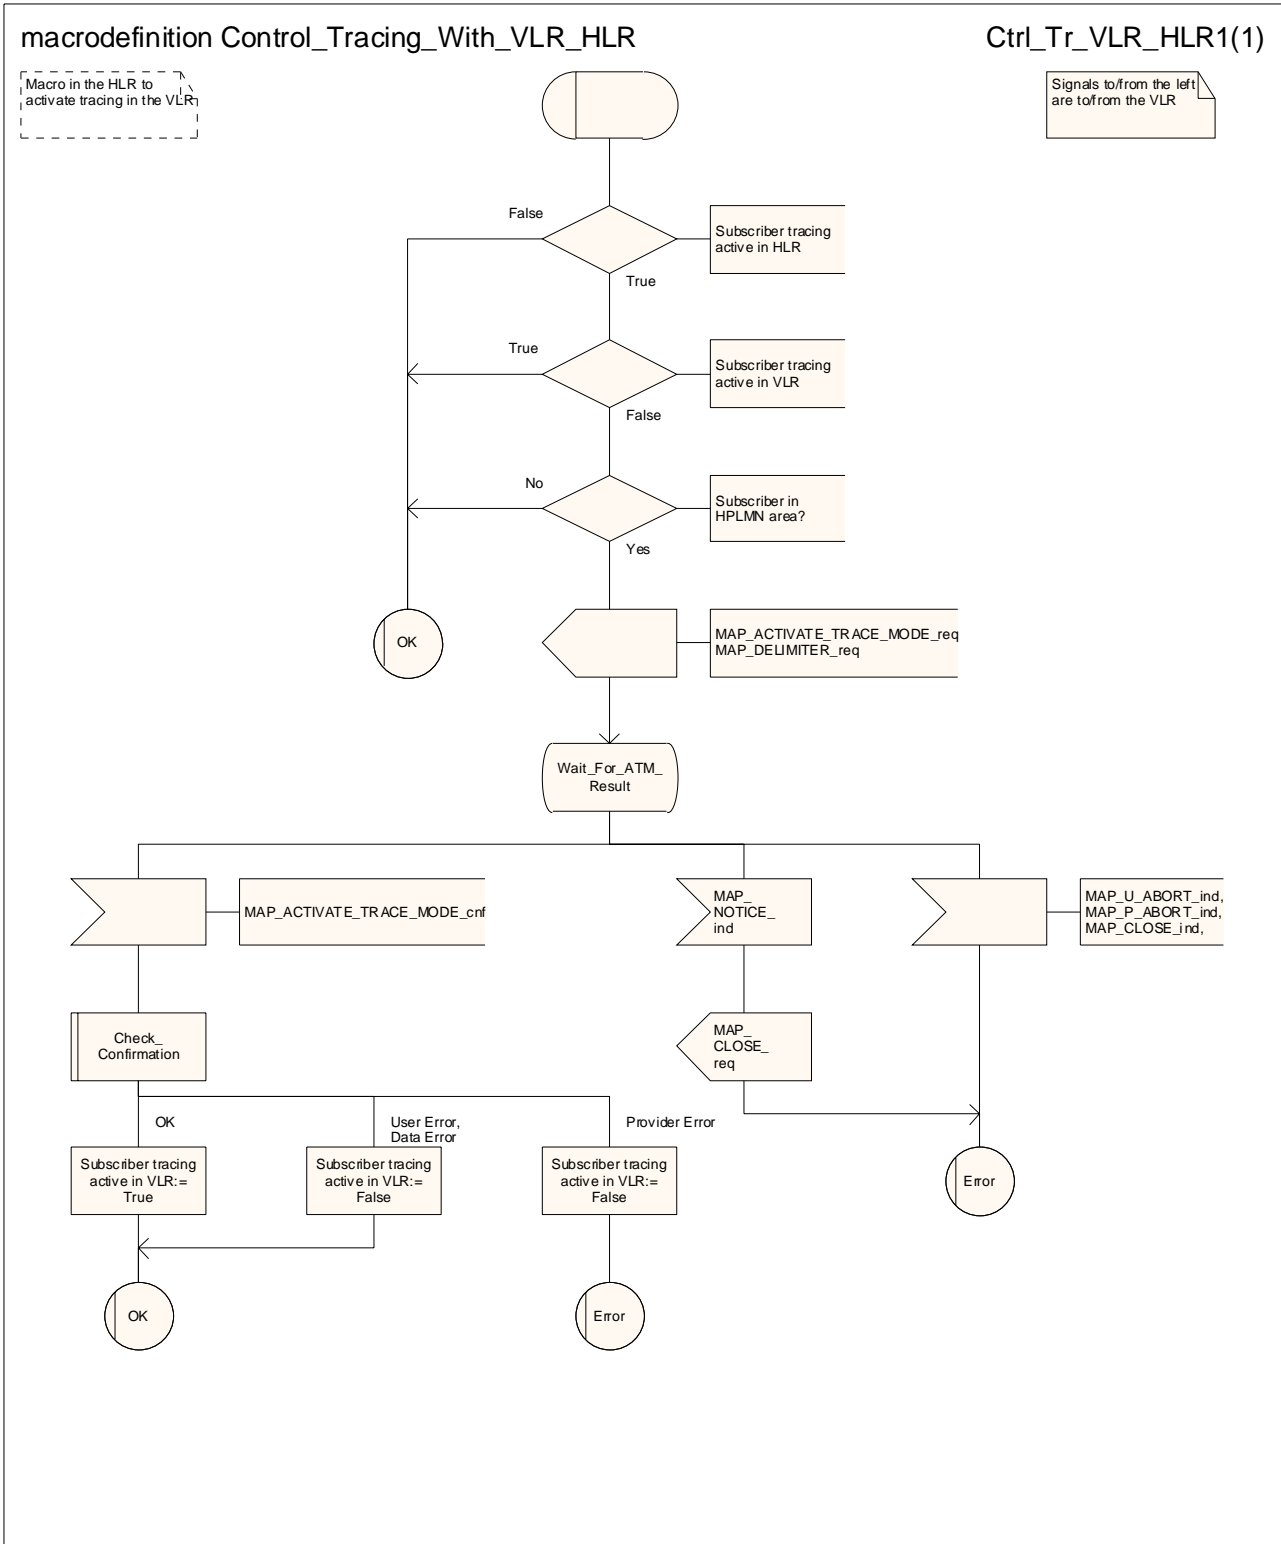 macrodefinition Control_Tracing_With_VLR_HLR
Ctrl_Tr_VLR_HLR1(1)
Macro in the HLR to
activate tracing in the VLR
Signals to/from the left
are to/from the VLR
False
Subscriber tracing
active in HLR
True
True
Subscriber tracing
active in VLR
False
No
Subscriber in
HPLMN area?
Yes
OK
MAP_ACTIVATE_TRACE_MODE_req
MAP_DELIMITER_req
Wait_For_ATM_
Result
MAP_ACTIVATE_TRACE_MODE_cnf
MAP_
NOTICE_
ind
MAP_U_ABORT_ind,
MAP_P_ABORT_ind,
MAP_CLOSE_ind,
Check_
Confirmation
MAP_
CLOSE_
req
OK
User Error,
Data Error
Provider Error
Subscriber tracing
active in VLR:=
True
Subscriber tracing
active in VLR:=
False
Subscriber tracing
active in VLR:=
False
Error
OK
Error